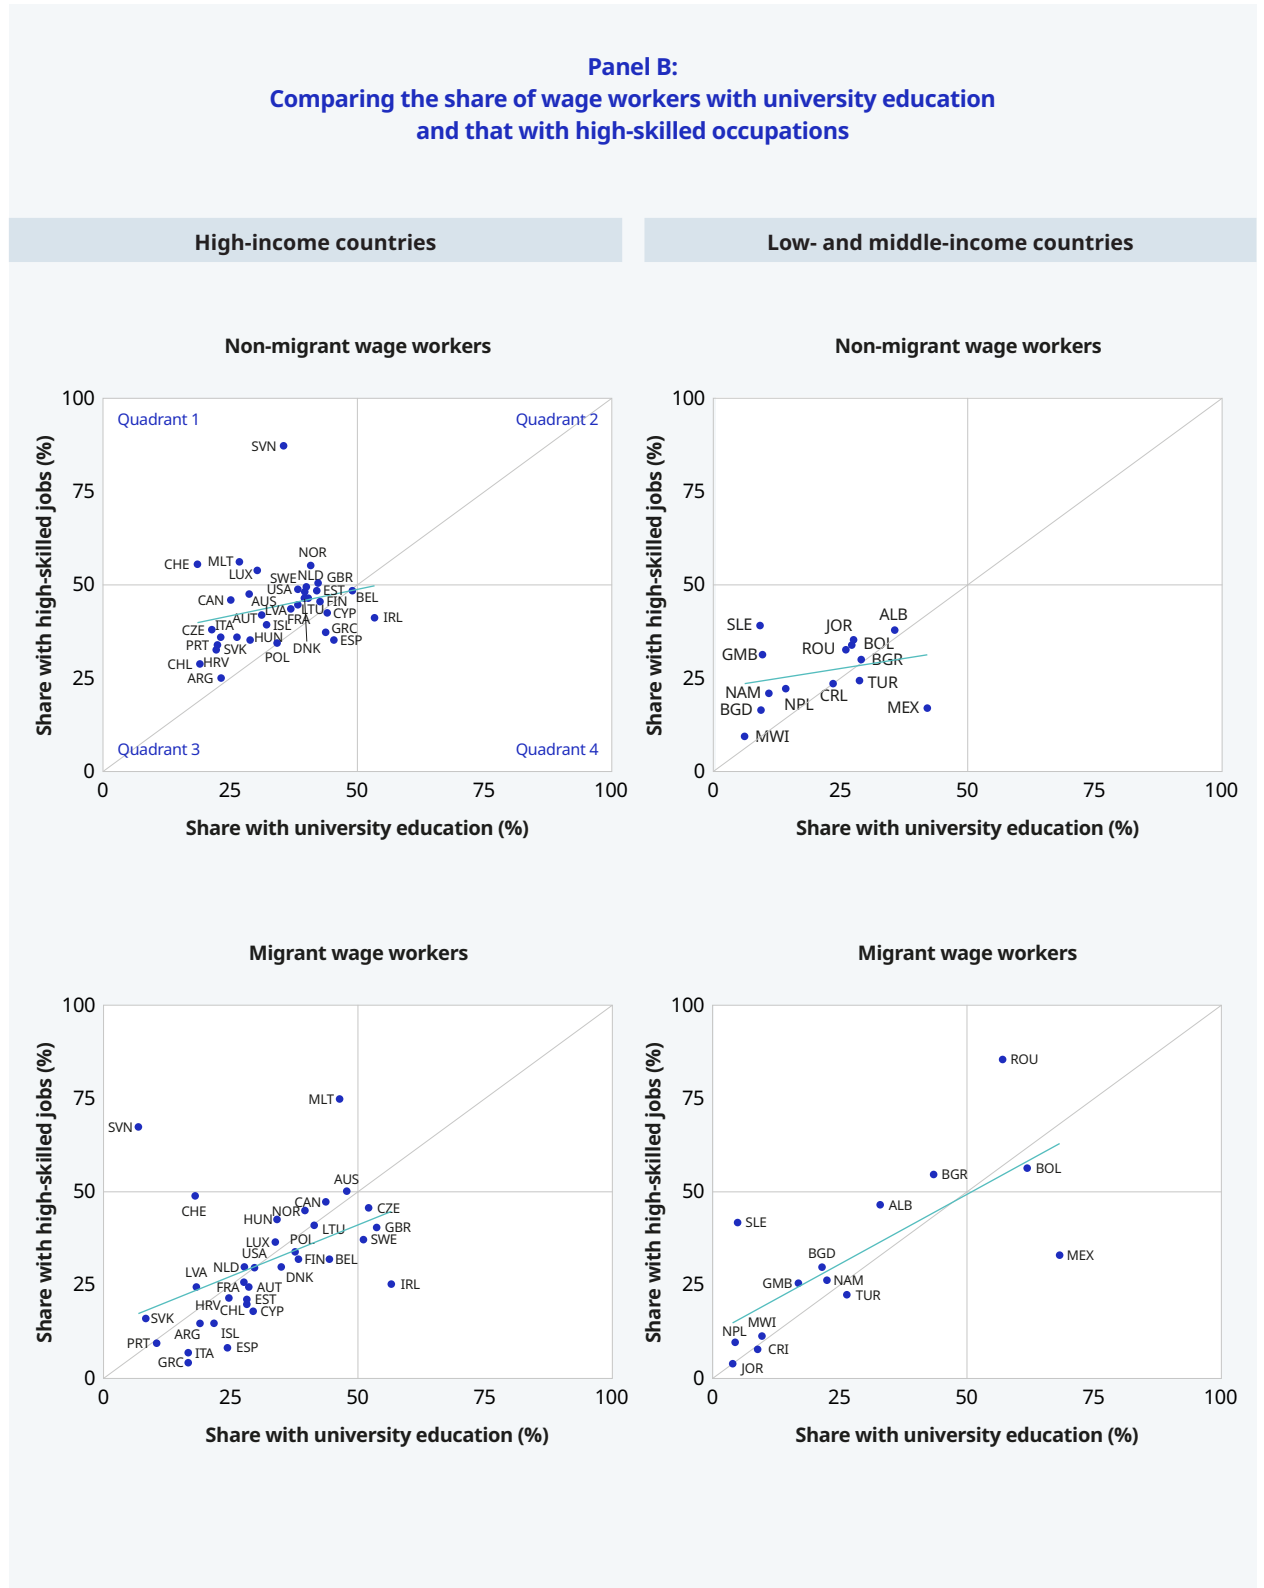 Panel B:
Comparing the share of wage workers with university education
and that with high-skilled occupations
High-income countries
Low- and middle-income countries
Non-migrant wage workers
Share with high-skilled jobs (%)
100
75
50
25
0
Quadrant 1
Quadrant 2
SVN
NOR
CHE
MLT
LUX
SWE
NLD
GBR
USA
EST
BEL
CAN
AUS
FIN
LVA
LTU
CYP
IRL
AUT
FRA
CZE
ITA
ISL
GRC
HUN
ESP
PRT
SVK
DNK
POL
CHL
HRV
ARG
Quadrant 3
Quadrant 4
0
25
50
75
100
Share with university education (%)
Non-migrant wage workers
Share with high-skilled jobs (%)
100
75
50
25
0
ALB
SLE
JOR
BOL
ROU
GMB
BGR
TUR
NAM
CRL
NPL
BGD
MEX
MWI
0
25
50
75
100
Share with university education (%)
Migrant wage workers
Share with high-skilled jobs (%)
100
75
50
25
0
MLT
SVN
AUS
CAN
CHE
NOR
CZE
HUN
LTU
GBR
POL
SWE
LUX
USA
FIN
BEL
NLD
LVA
DNK
FRA
AUT
IRL
HRV
EST
CHL
CYP
SVK
ARG
ISL
PRT
ESP
ITA
GRC
0
25
50
75
100
Share with university education (%)
Migrant wage workers
Share with high-skilled jobs (%)
100
75
50
25
0
ROU
BGR
BOL
ALB
SLE
MEX
BGD
GMB
NAM
TUR
MWI
NPL
CRI
JOR
0
25
50
75
100
Share with university education (%)